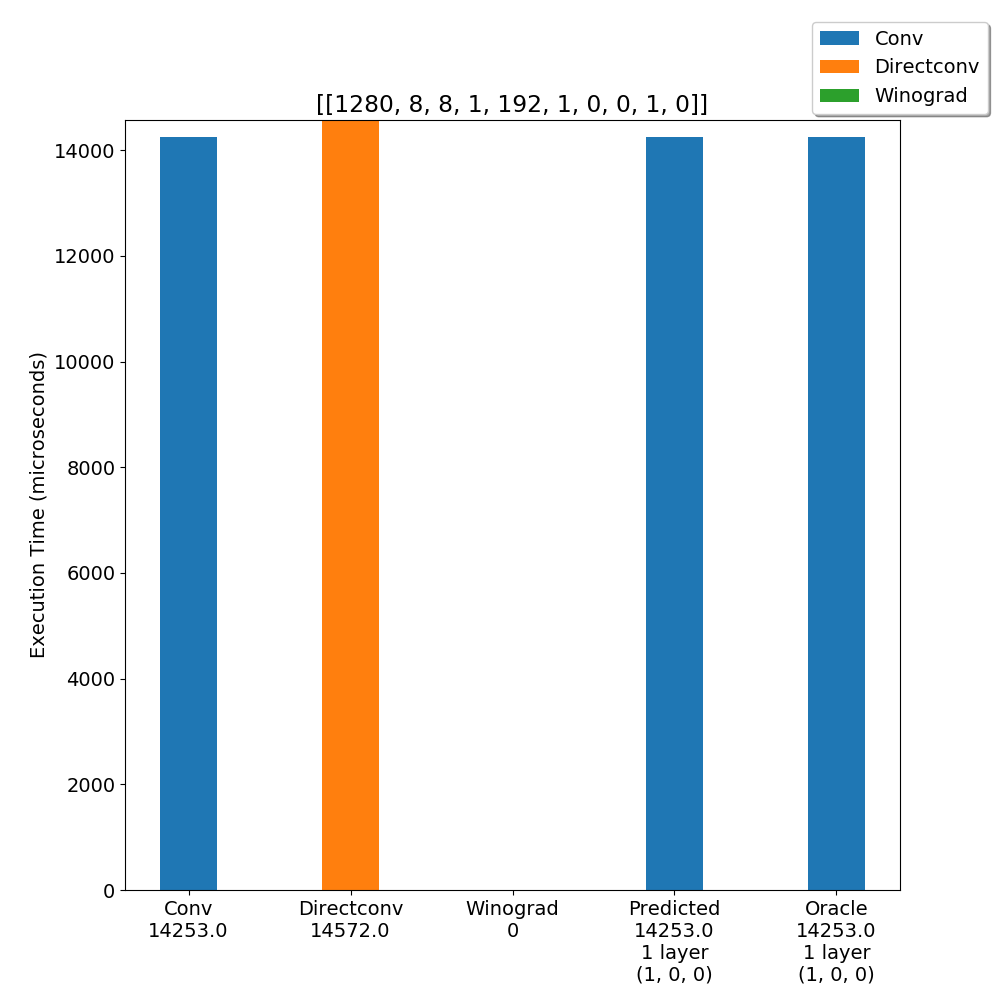 Conv
Directconv
Winograd
[[1280, 8, 8, 1, 192, 1, 0, 0, 1, 0]]
Execution Time (microseconds)
14000
12000
10000
8000
6000
4000
2000
0
Conv
14253.0
Directconv
14572.0
Winograd
0
Predicted
14253.0
1 layer
(1, 0, 0)
Oracle
14253.0
1 layer
(1, 0, 0)